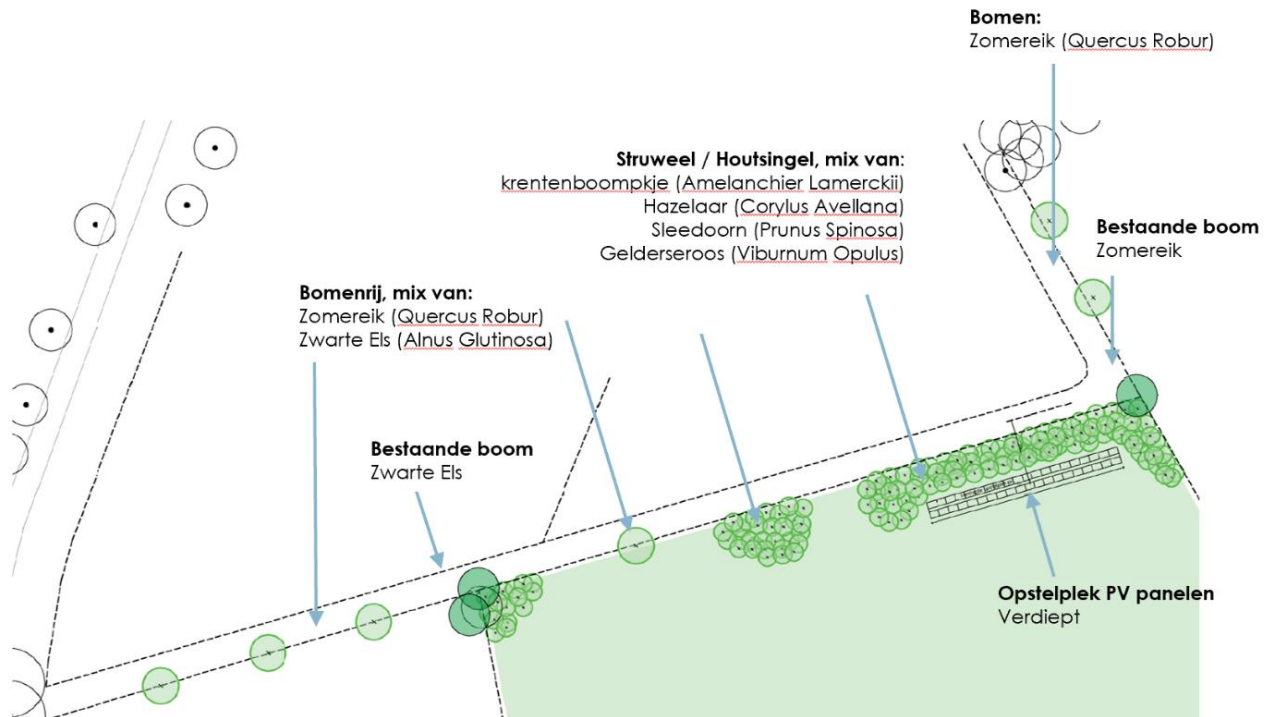 Bomen:
Zomereik (Quercus Robur)
Struweel / Houtsingel, mix van:
krentenboompkje (Amelanchier Lamerckii)
Hazelaar (Corylus Avellana)
Sleedoorn (Prunus Spinosa)
Gelderseroos (Viburnum Opulus)
Bestaande boom
Zomereik
Bomenrij, mix van:
Zomereik (Quercus Robur)
Zwarte Els (Alnus Glutinosa)
Bestaande boom
Zwarte Els
Opstelplek PV panelen
Verdiept